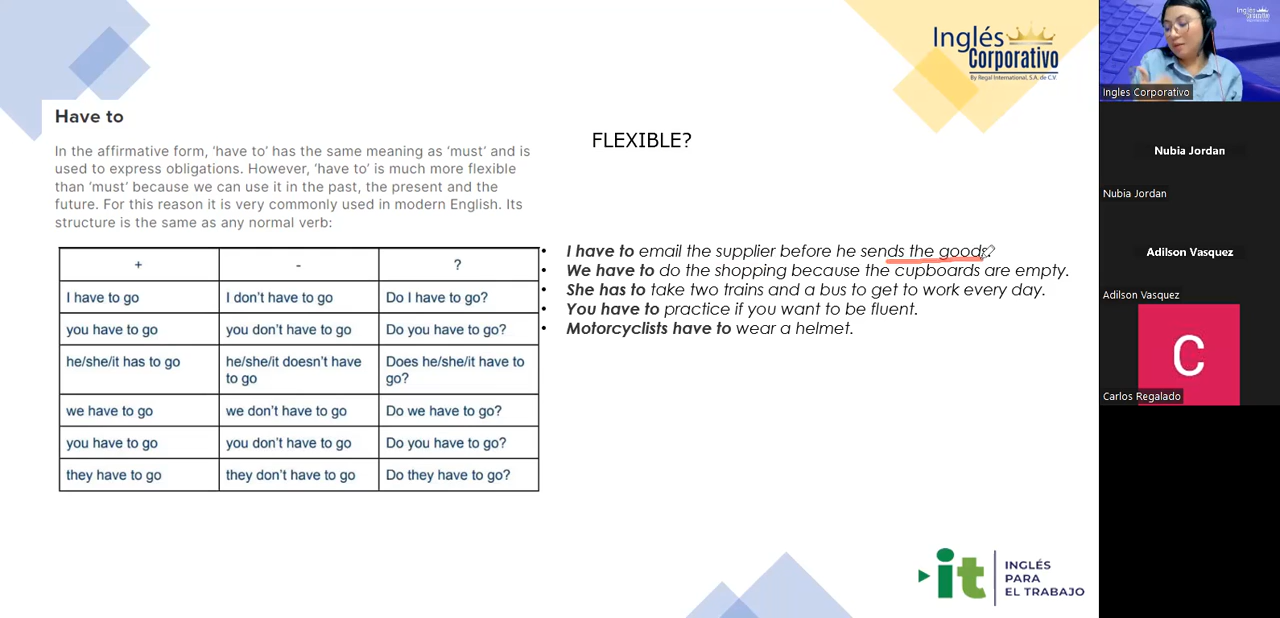 Inglés
Corporativo
By Regal International, S.A. de C.V.
Have to
In the affirmative form, ‘have to’ has the same meaning as ‘must’ and is
used to express obligations. However, ‘have to’ is much more flexible
than ‘must’ because we can use it in the past, the present and the
future. For this reason it is very commonly used in modern English. Its
structure is the same as any normal verb:
+ - ?
I have to go I don’t have to go Do I have to go?
you have to go you don’t have to go Do you have to go?
he/she/it has to go he/she/it doesn’t have Does he/she/it have to
to go go?
we have to go we don’t have to go Do we have to go?
you have to go you don’t have to go Do you have to go?
they have to go they don’t have to go Do they have to go?
FLEXIBLE?
• I have to email the supplier before he sends the goods
• We have to do the shopping because the cupboards are empty.
• She has to take two trains and a bus to get to work every day.
• You have to practice if you want to be fluent.
• Motorcyclists have to wear a helmet.
it
INGLÉS
PARA
EL TRABAJO
Ingles Corporativo
Nubia Jordan
Nubia Jordan
Adilson Vasquez
Adilson Vasquez
C
Carlos Regalado